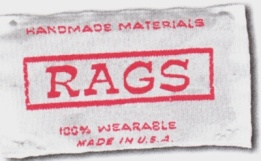 HANDMADE MATERIALS
RAGS
100% WEARABLE
MADE IN U.S.A.